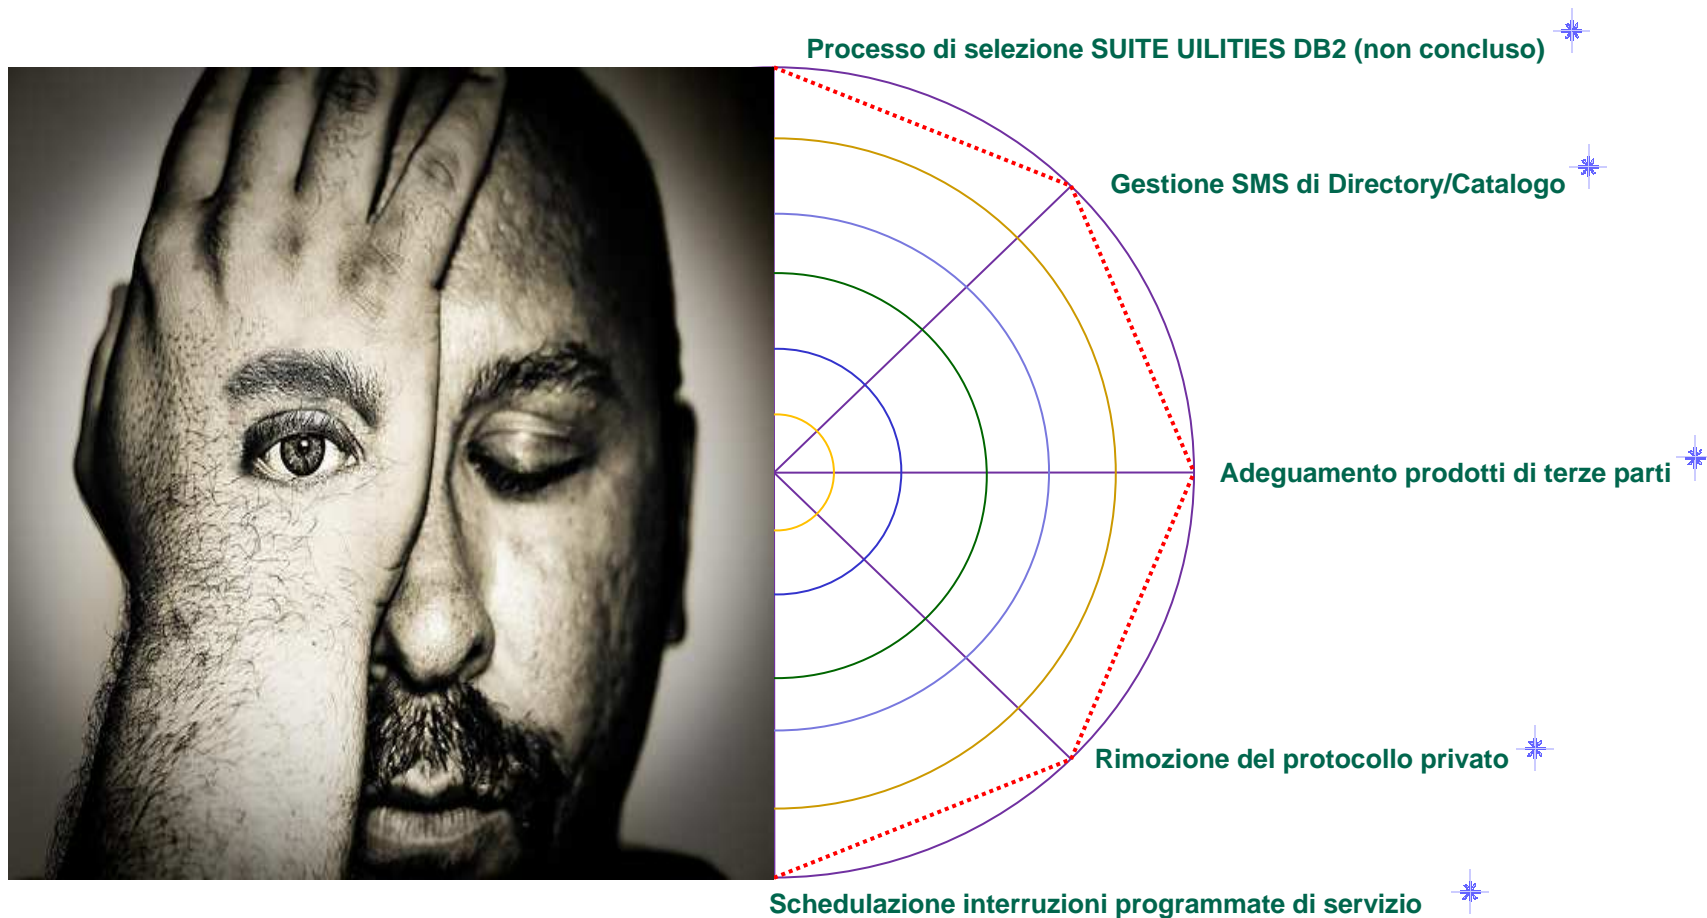 Processo di selezione SUITE UILITIES DB2 (non concluso)
Gestione SMS di Directory/Catalogo
Adeguamento prodotti di terze parti
Rimozione del protocollo privato
Schedulazione interruzioni programmate di servizio